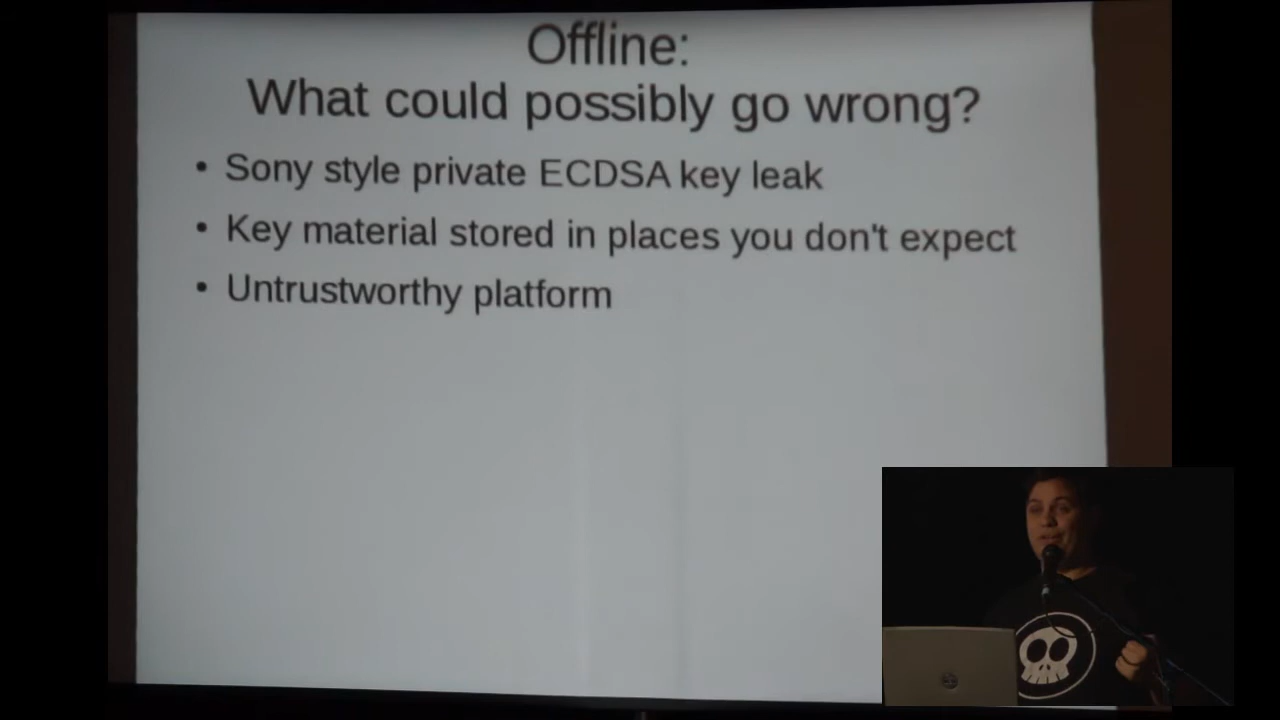 Offline:
What could possibly go wrong?
• Sony style private ECDSA key leak
• Key material stored in places you don't expect
• Untrustworthy platform